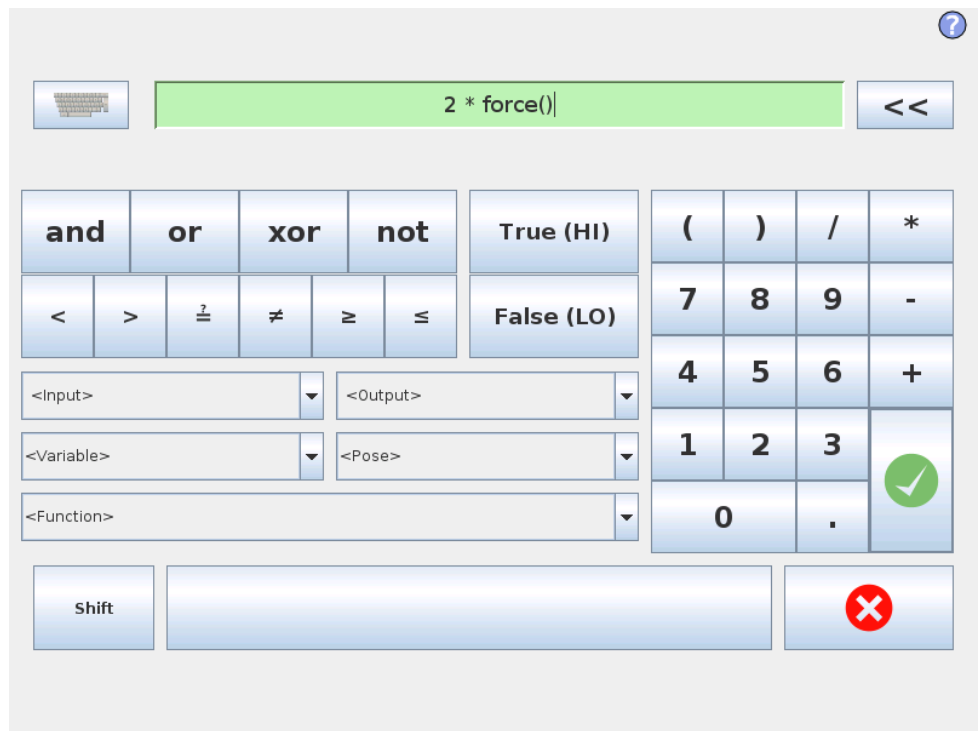 ?
2 * force()
<<
and or xor not True (HI) ( ) / *
7 8 9 -
< > ≟ ≠ ≥ ≤ False (LO)
4 5 6 +
<Input> <Output>
1 2 3
<Variable> <Pose>
<Function>
0 .
Shift